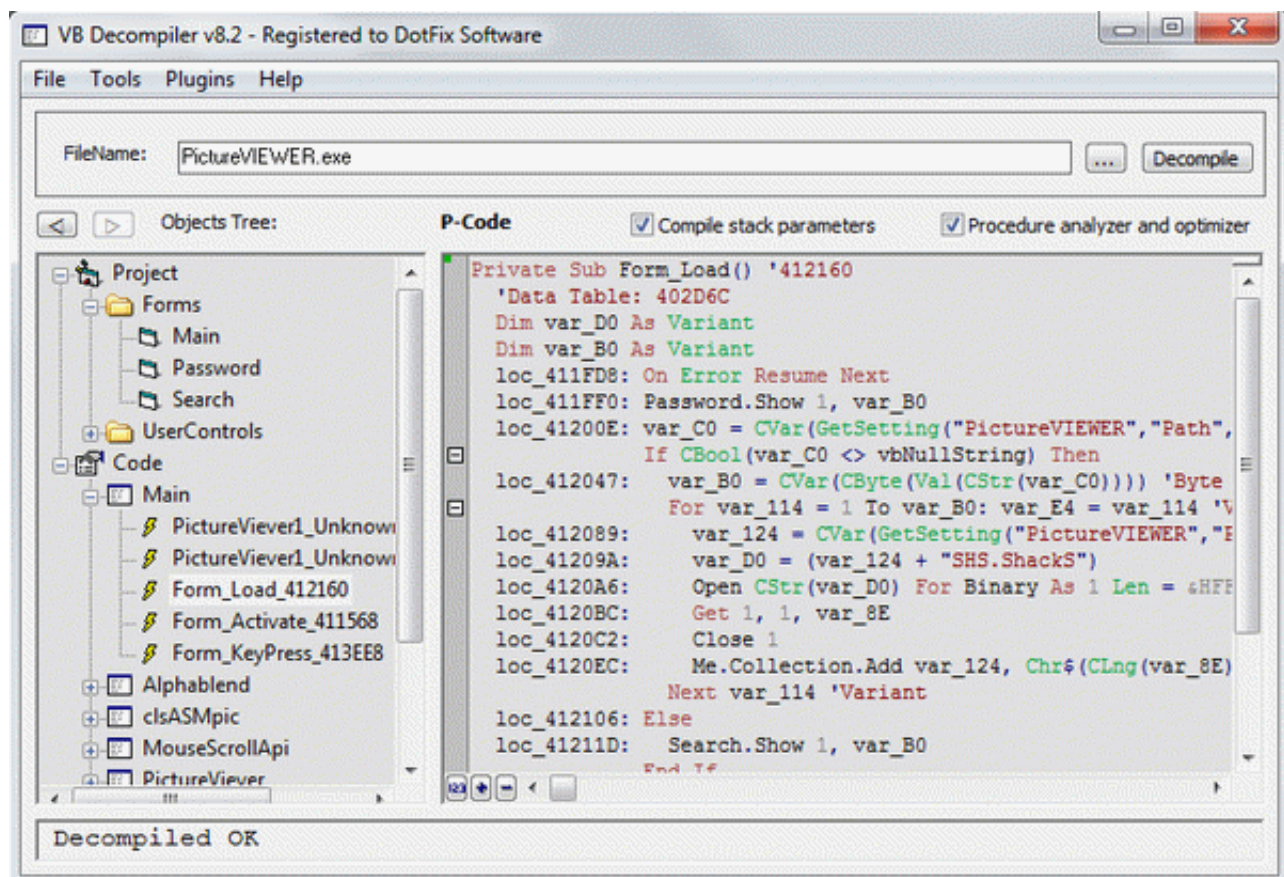 VB Decompiler v8.2 - Registered to DotFix Software
File Tools Plugins Help
FileName: PictureVIEWER.exe ... Decompile
Objects Tree: P-Code Compile stack parameters Procedure analyzer and optimizer
Project
Forms
Main
Password
Search
UserControls
Code
Main
PictureViever1_Unknown
PictureViever1_Unknown
Form_Load_412160
Form_Activate_411568
Form_KeyPress_413EE8
Alphablend
clsASMpic
MouseScrollApi
PictureViever
Private Sub Form_Load() '412160
'Data Table: 402D6C
Dim var_D0 As Variant
Dim var_B0 As Variant
loc_411FD8: On Error Resume Next
loc_411FF0: Password.Show 1, var_B0
loc_41200E: var_C0 = CVar(GetSetting("PictureVIEWER","Path",
If CBool(var_C0 <> vbNullString) Then
loc_412047: var_B0 = CVar(CByte(Val(CStr(var_C0)))) 'Byte
For var_114 = 1 To var_B0: var_E4 = var_114 'V
loc_412089: var_124 = CVar(GetSetting("PictureVIEWER","
loc_41209A: var_D0 = (var_124 + "SHS.ShackS")
loc_4120A6: Open CStr(var_D0) For Binary As 1 Len = &HFF
loc_4120BC: Get 1, 1, var_8E
loc_4120C2: Close 1
loc_4120EC: Me.Collection.Add var_124, Chr$(CLng(var_8E)
Next var_114 'Variant
loc_412106: Else
loc_41211D: Search.Show 1, var_B0
End If
123
Decompiled OK